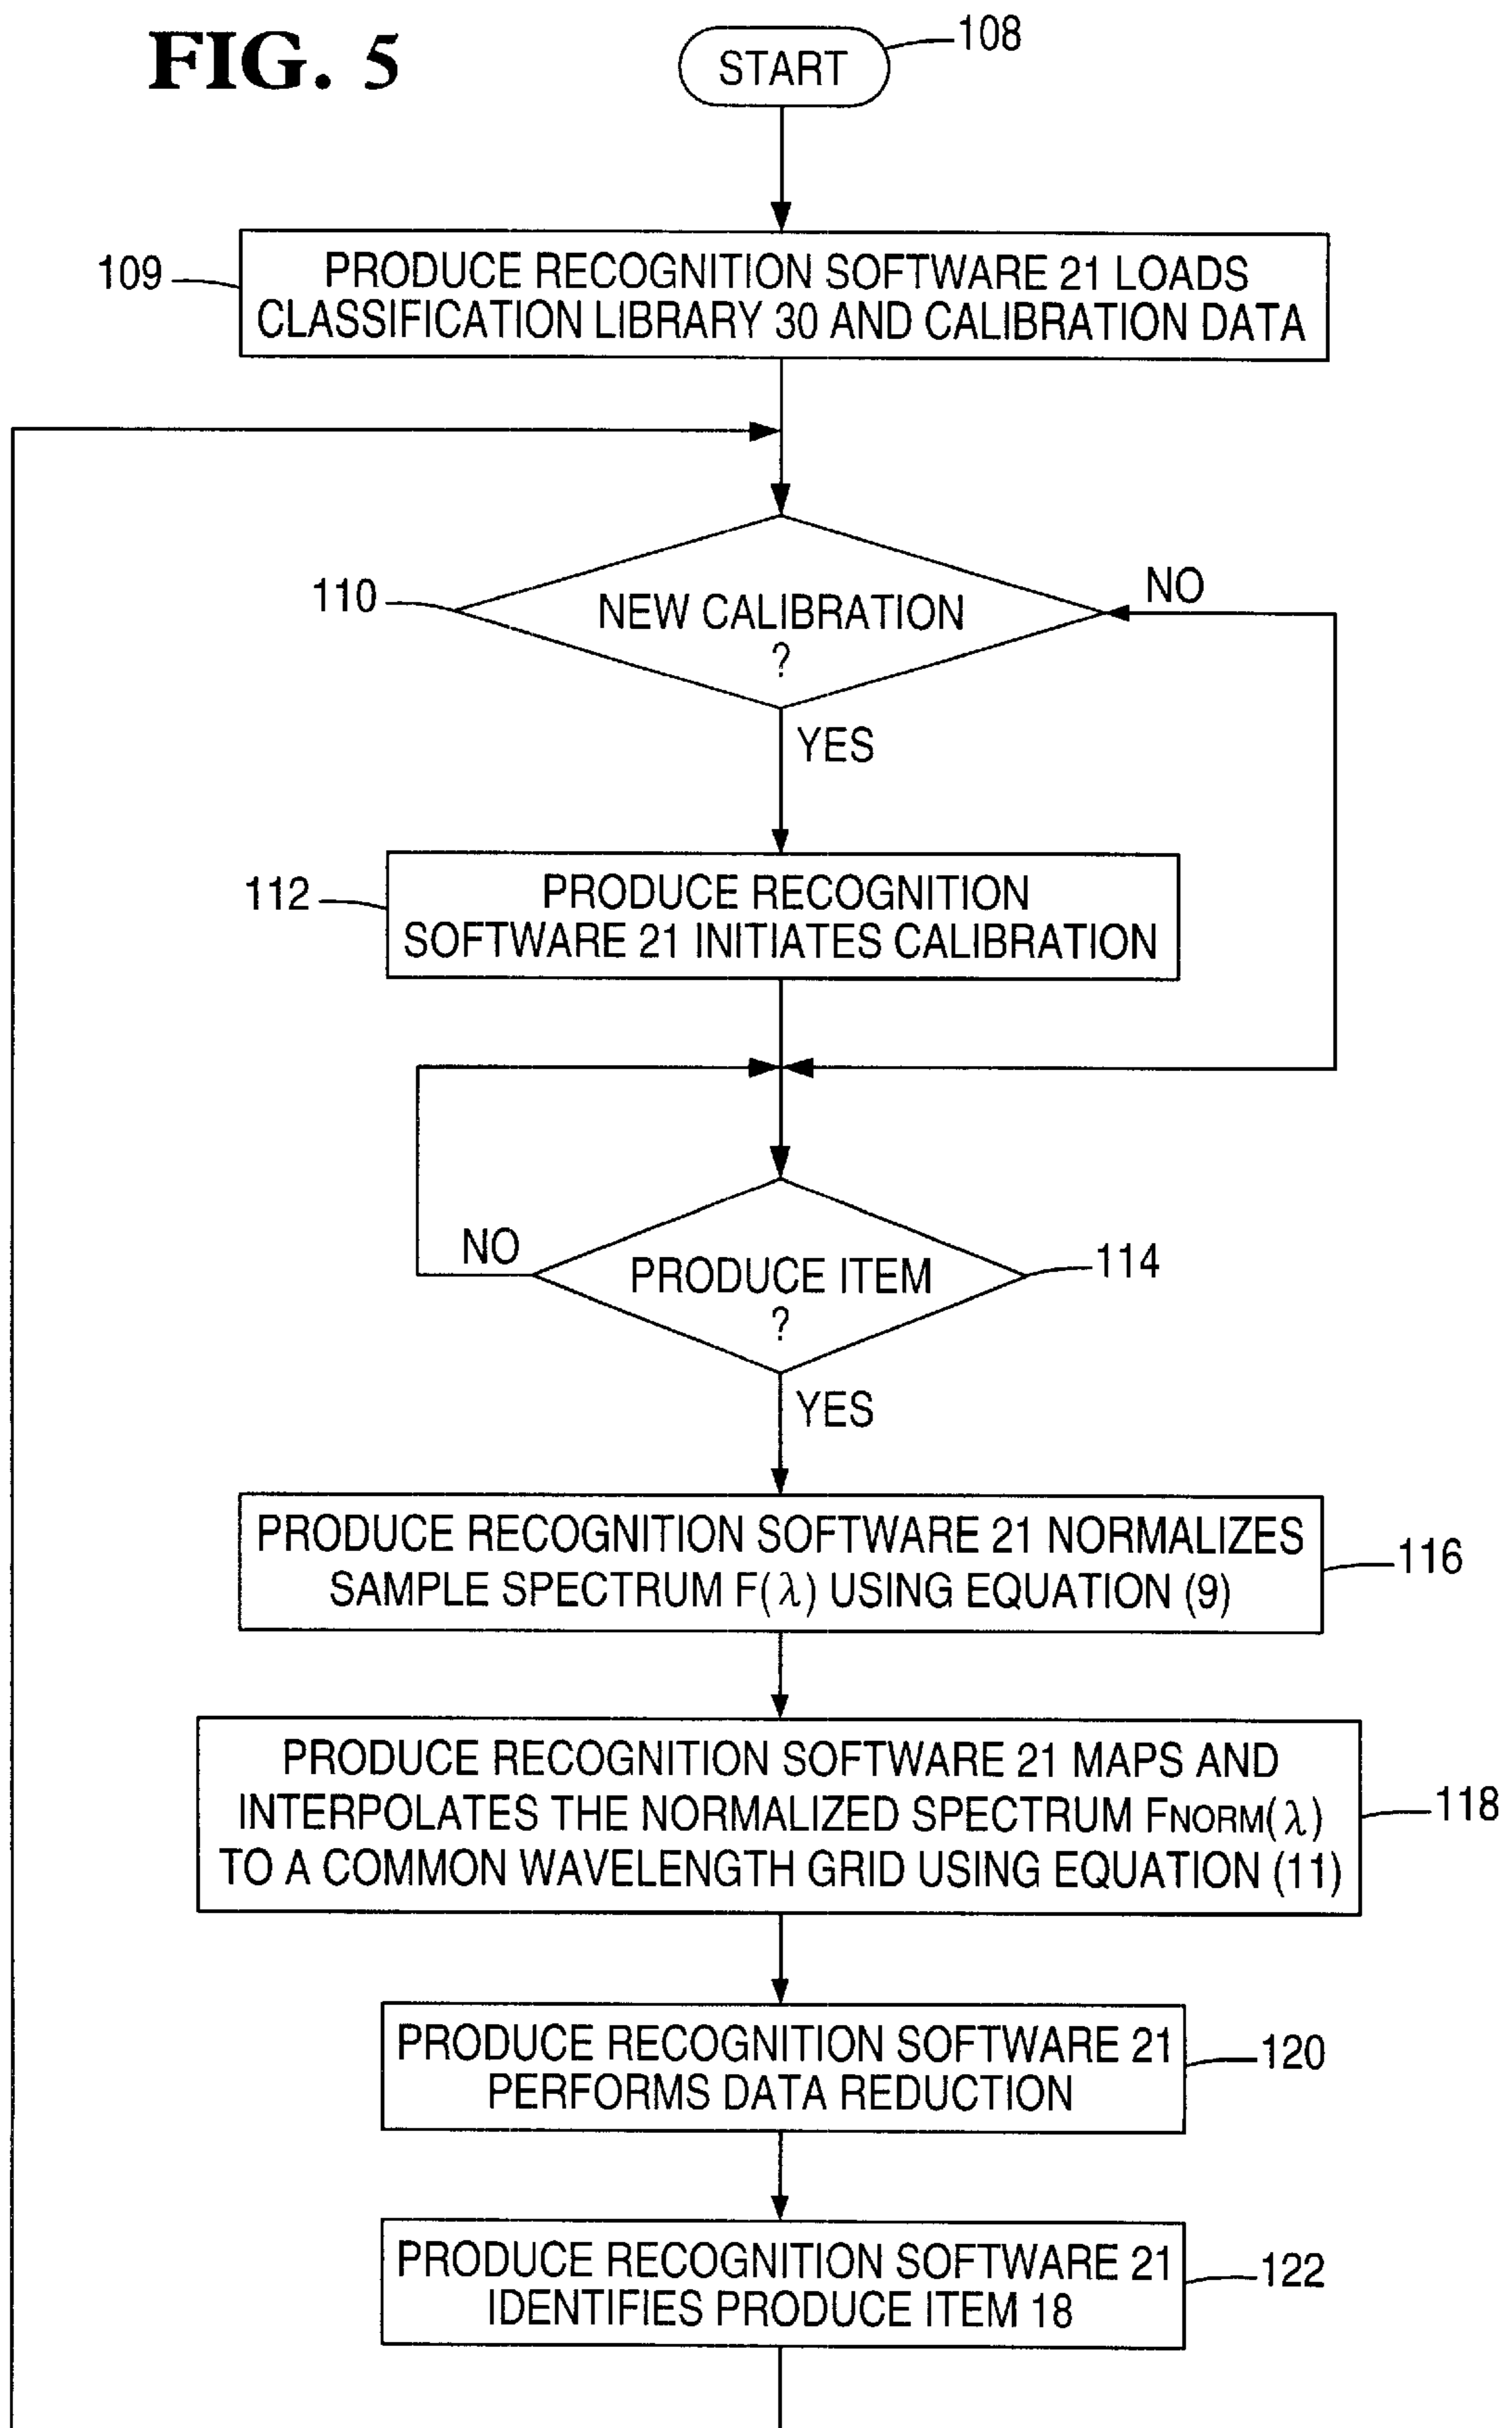 FIG. 5
START
108
109
PRODUCE RECOGNITION SOFTWARE 21 LOADS
CLASSIFICATION LIBRARY 30 AND CALIBRATION DATA
110
NEW CALIBRATION
?
NO
YES
112
PRODUCE RECOGNITION
SOFTWARE 21 INITIATES CALIBRATION
NO
PRODUCE ITEM
?
114
YES
PRODUCE RECOGNITION SOFTWARE 21 NORMALIZES
SAMPLE SPECTRUM F(λ) USING EQUATION (9)
116
PRODUCE RECOGNITION SOFTWARE 21 MAPS AND
INTERPOLATES THE NORMALIZED SPECTRUM FNORM(λ)
TO A COMMON WAVELENGTH GRID USING EQUATION (11)
118
PRODUCE RECOGNITION SOFTWARE 21
PERFORMS DATA REDUCTION
120
PRODUCE RECOGNITION SOFTWARE 21
IDENTIFIES PRODUCE ITEM 18
122